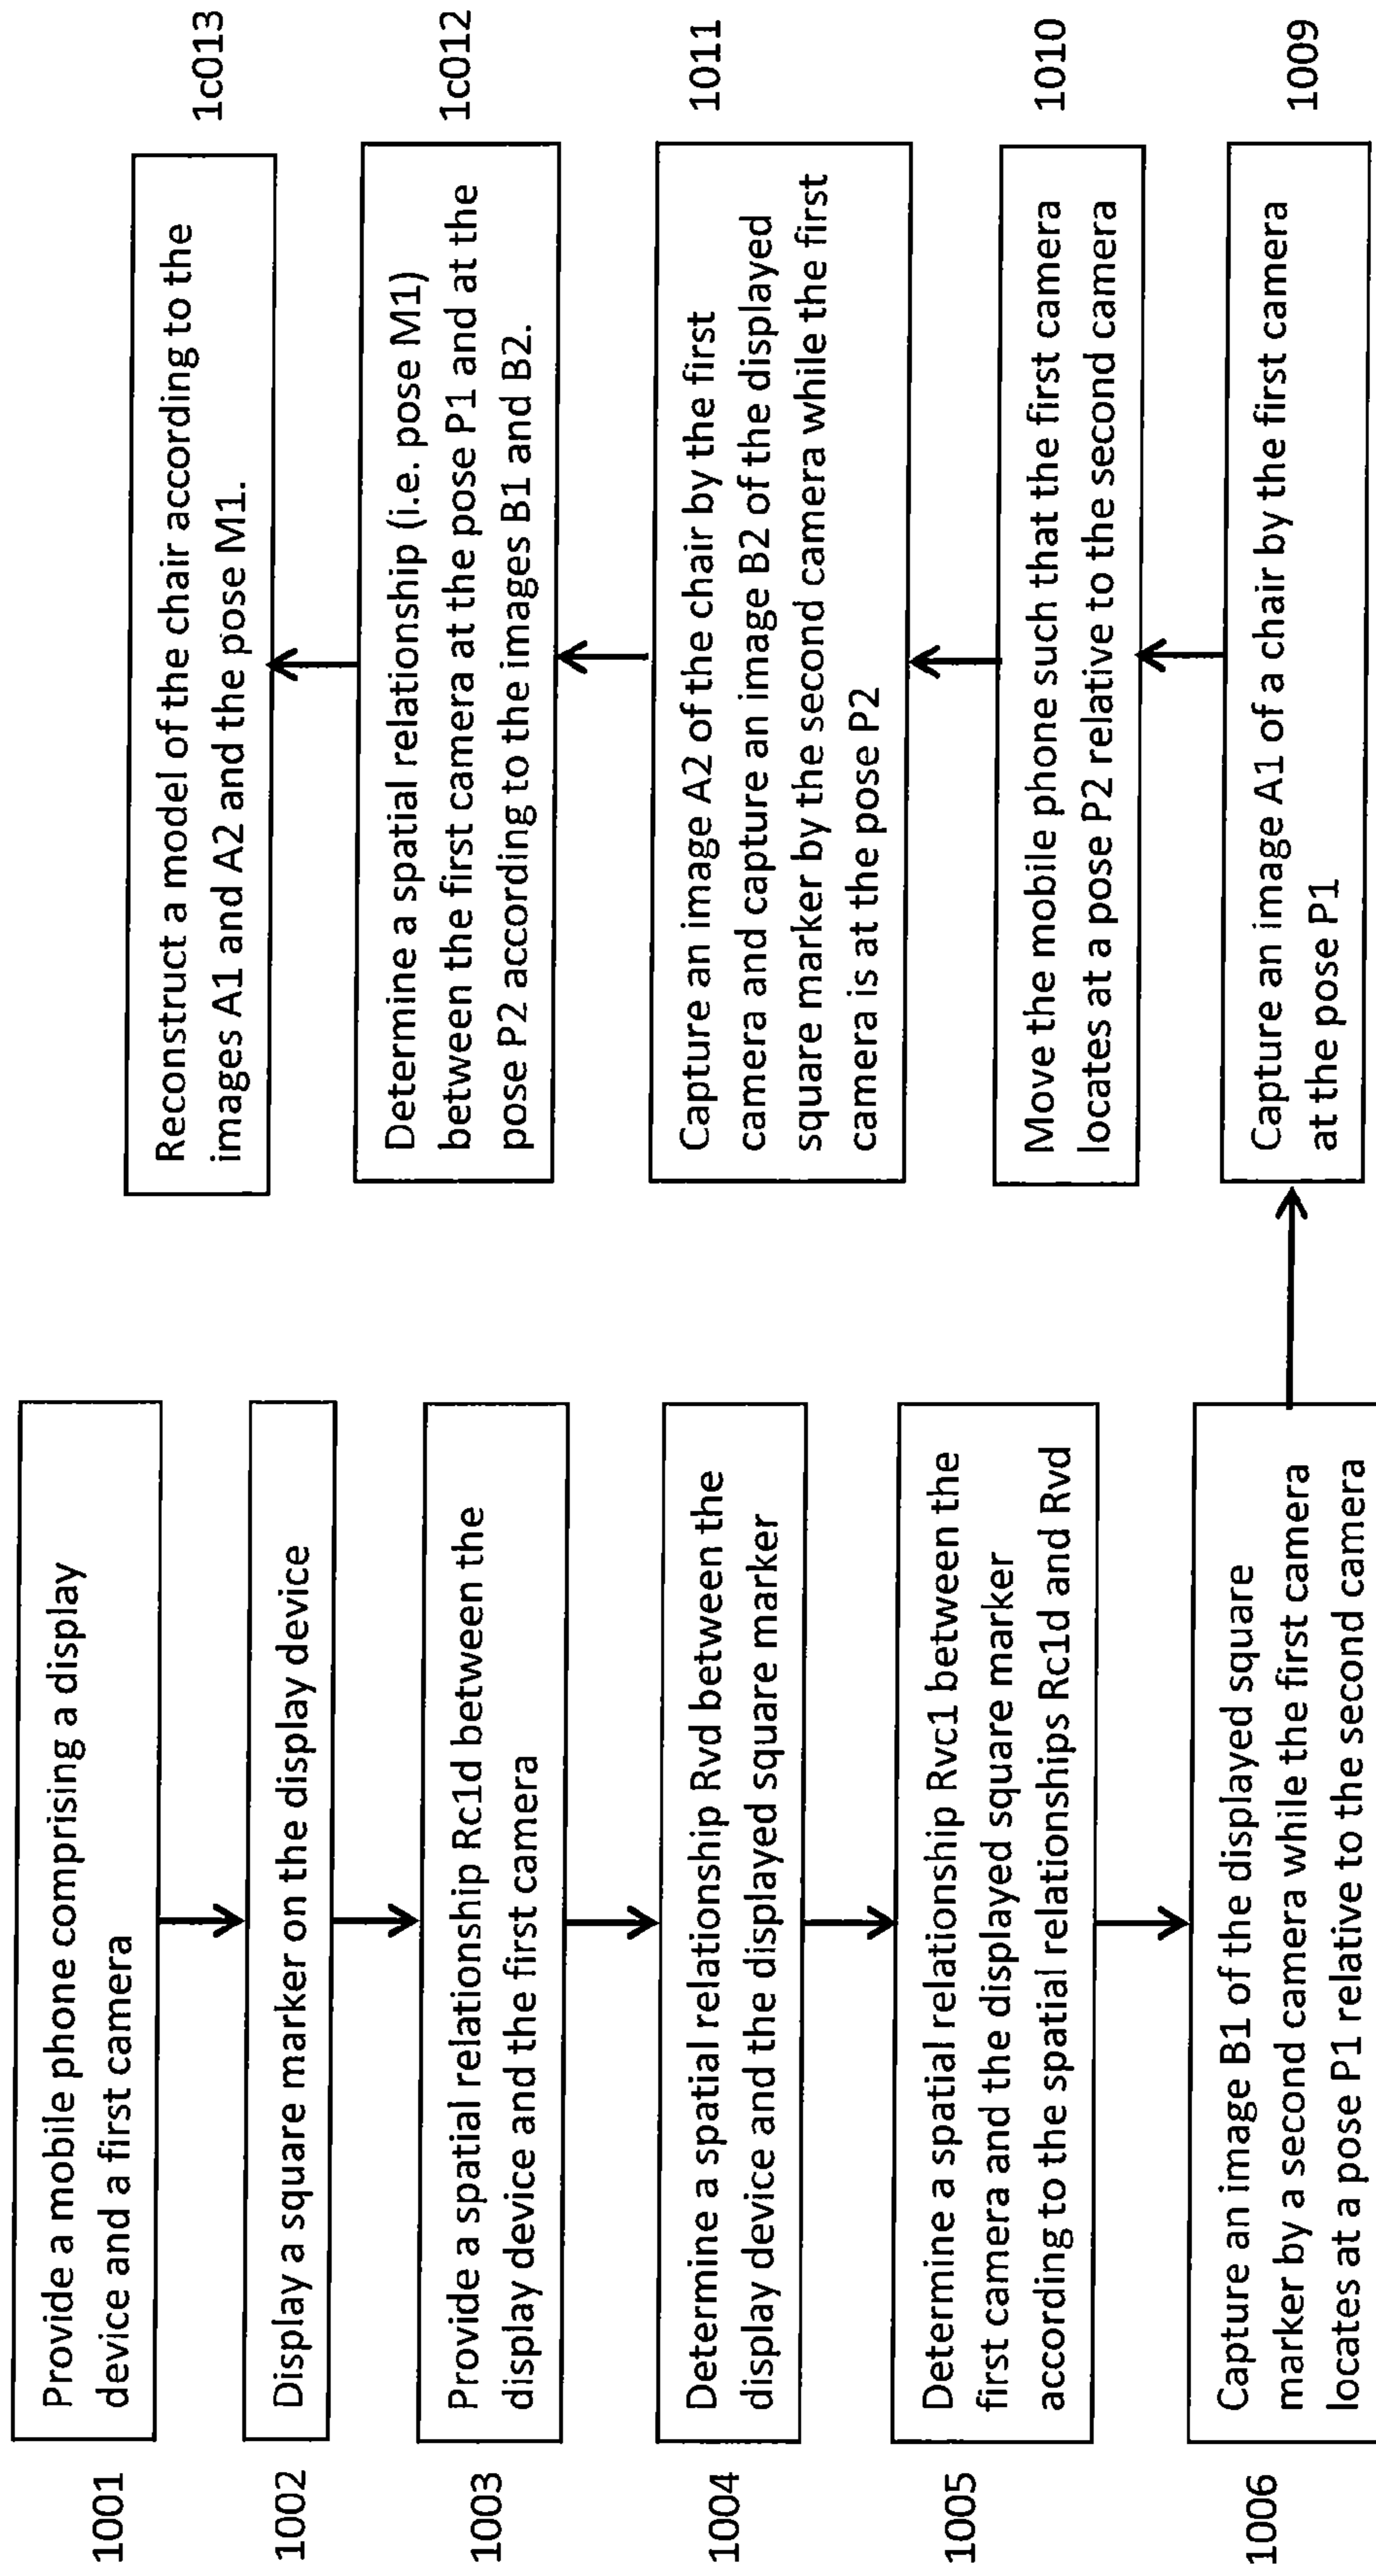 1001
Provide a mobile phone comprising a display
device and a first camera
1002
Display a square marker on the display device
1003
Provide a spatial relationship Rc1d between the
display device and the first camera
1004
Determine a spatial relationship Rvd between the
display device and the displayed square marker
1005
Determine a spatial relationship Rvc1 between the
first camera and the displayed square marker
according to the spatial relationships Rc1d and Rvd
1006
Capture an image B1 of the displayed square
marker by a second camera while the first camera
locates at a pose P1 relative to the second camera
1009
Capture an image A1 of a chair by the first camera
at the pose P1
1010
Move the mobile phone such that the first camera
locates at a pose P2 relative to the second camera
1011
Capture an image A2 of the chair by the first
camera and capture an image B2 of the displayed
square marker by the second camera while the first
camera is at the pose P2
1c012
Determine a spatial relationship (i.e. pose M1)
between the first camera at the pose P1 and at the
pose P2 according to the images B1 and B2.
1c013
Reconstruct a model of the chair according to the
images A1 and A2 and the pose M1.